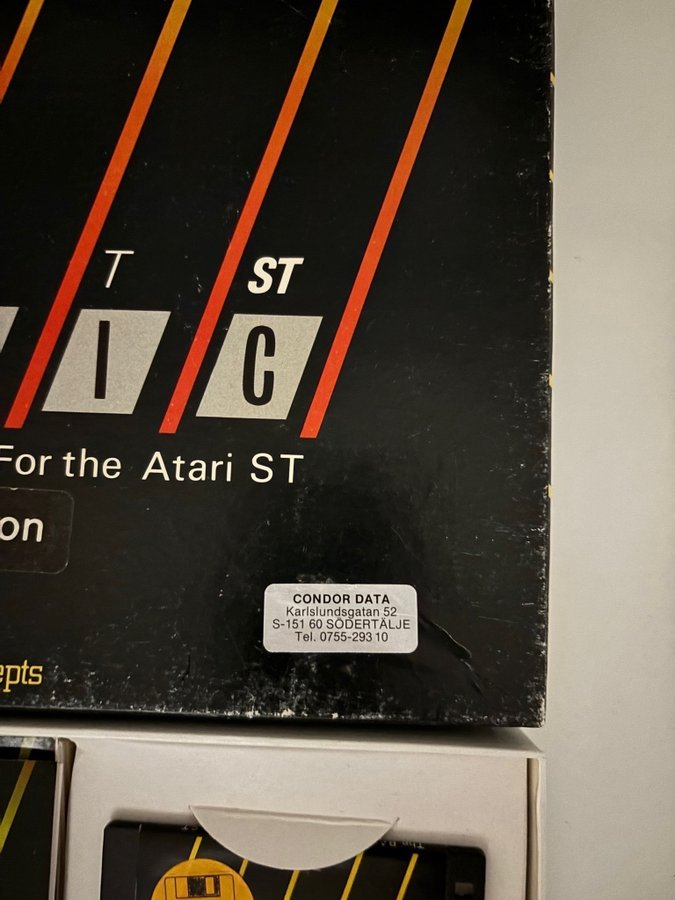 T ST
I C
For the Atari ST
on
CONDOR DATA
Karlslundsgatan 52
S-151 60 SÖDERTÄLJE
Tel. 0755-293 10
epts